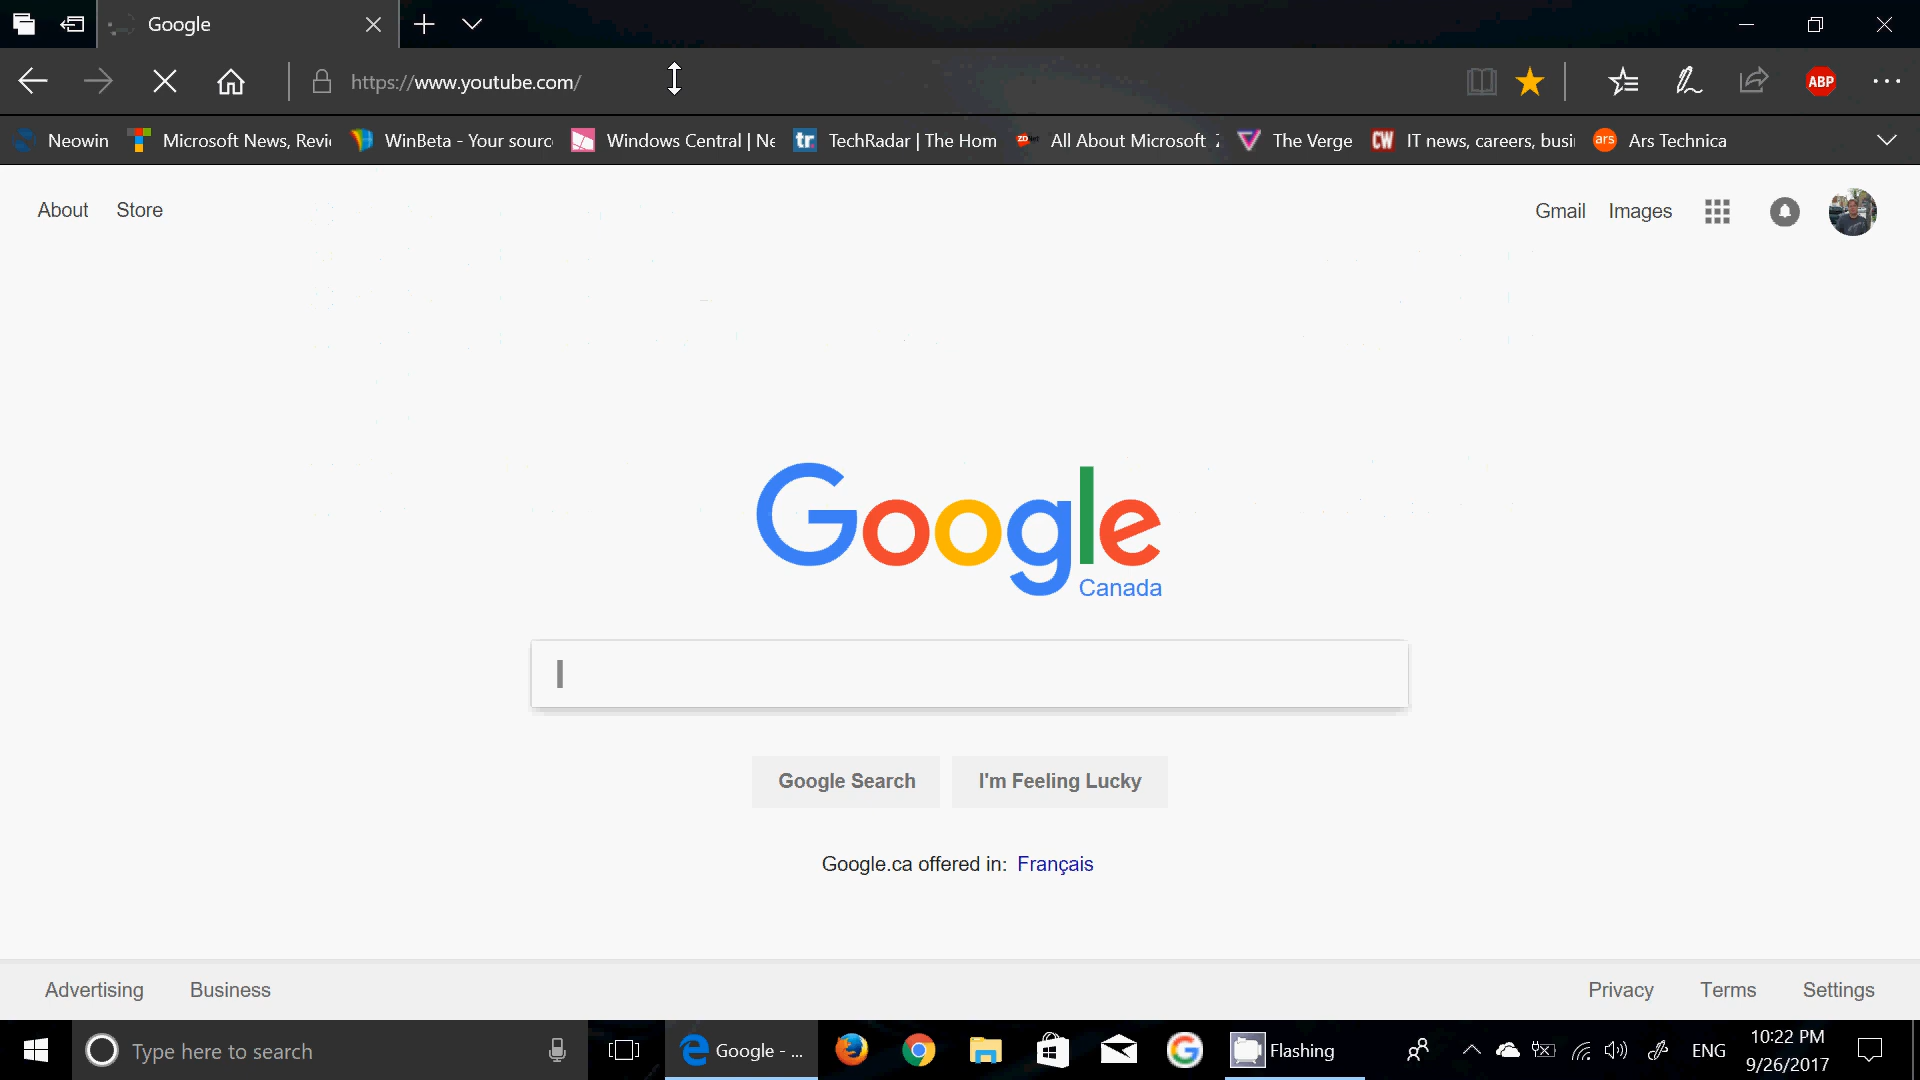 Google
https://www.youtube.com/
ABP
Neowin
Microsoft News, Revi
WinBeta - Your sourc
Windows Central | Ne
tr
TechRadar | The Hom
All About Microsoft
The Verge
CW
IT news, careers, busi
ars
Ars Technica
About
Store
Gmail
Images
Google
Canada
Google Search
I'm Feeling Lucky
Google.ca offered in: Français
Advertising
Business
Privacy
Terms
Settings
Type here to search
Google - ...
Flashing
ENG
10:22 PM
9/26/2017